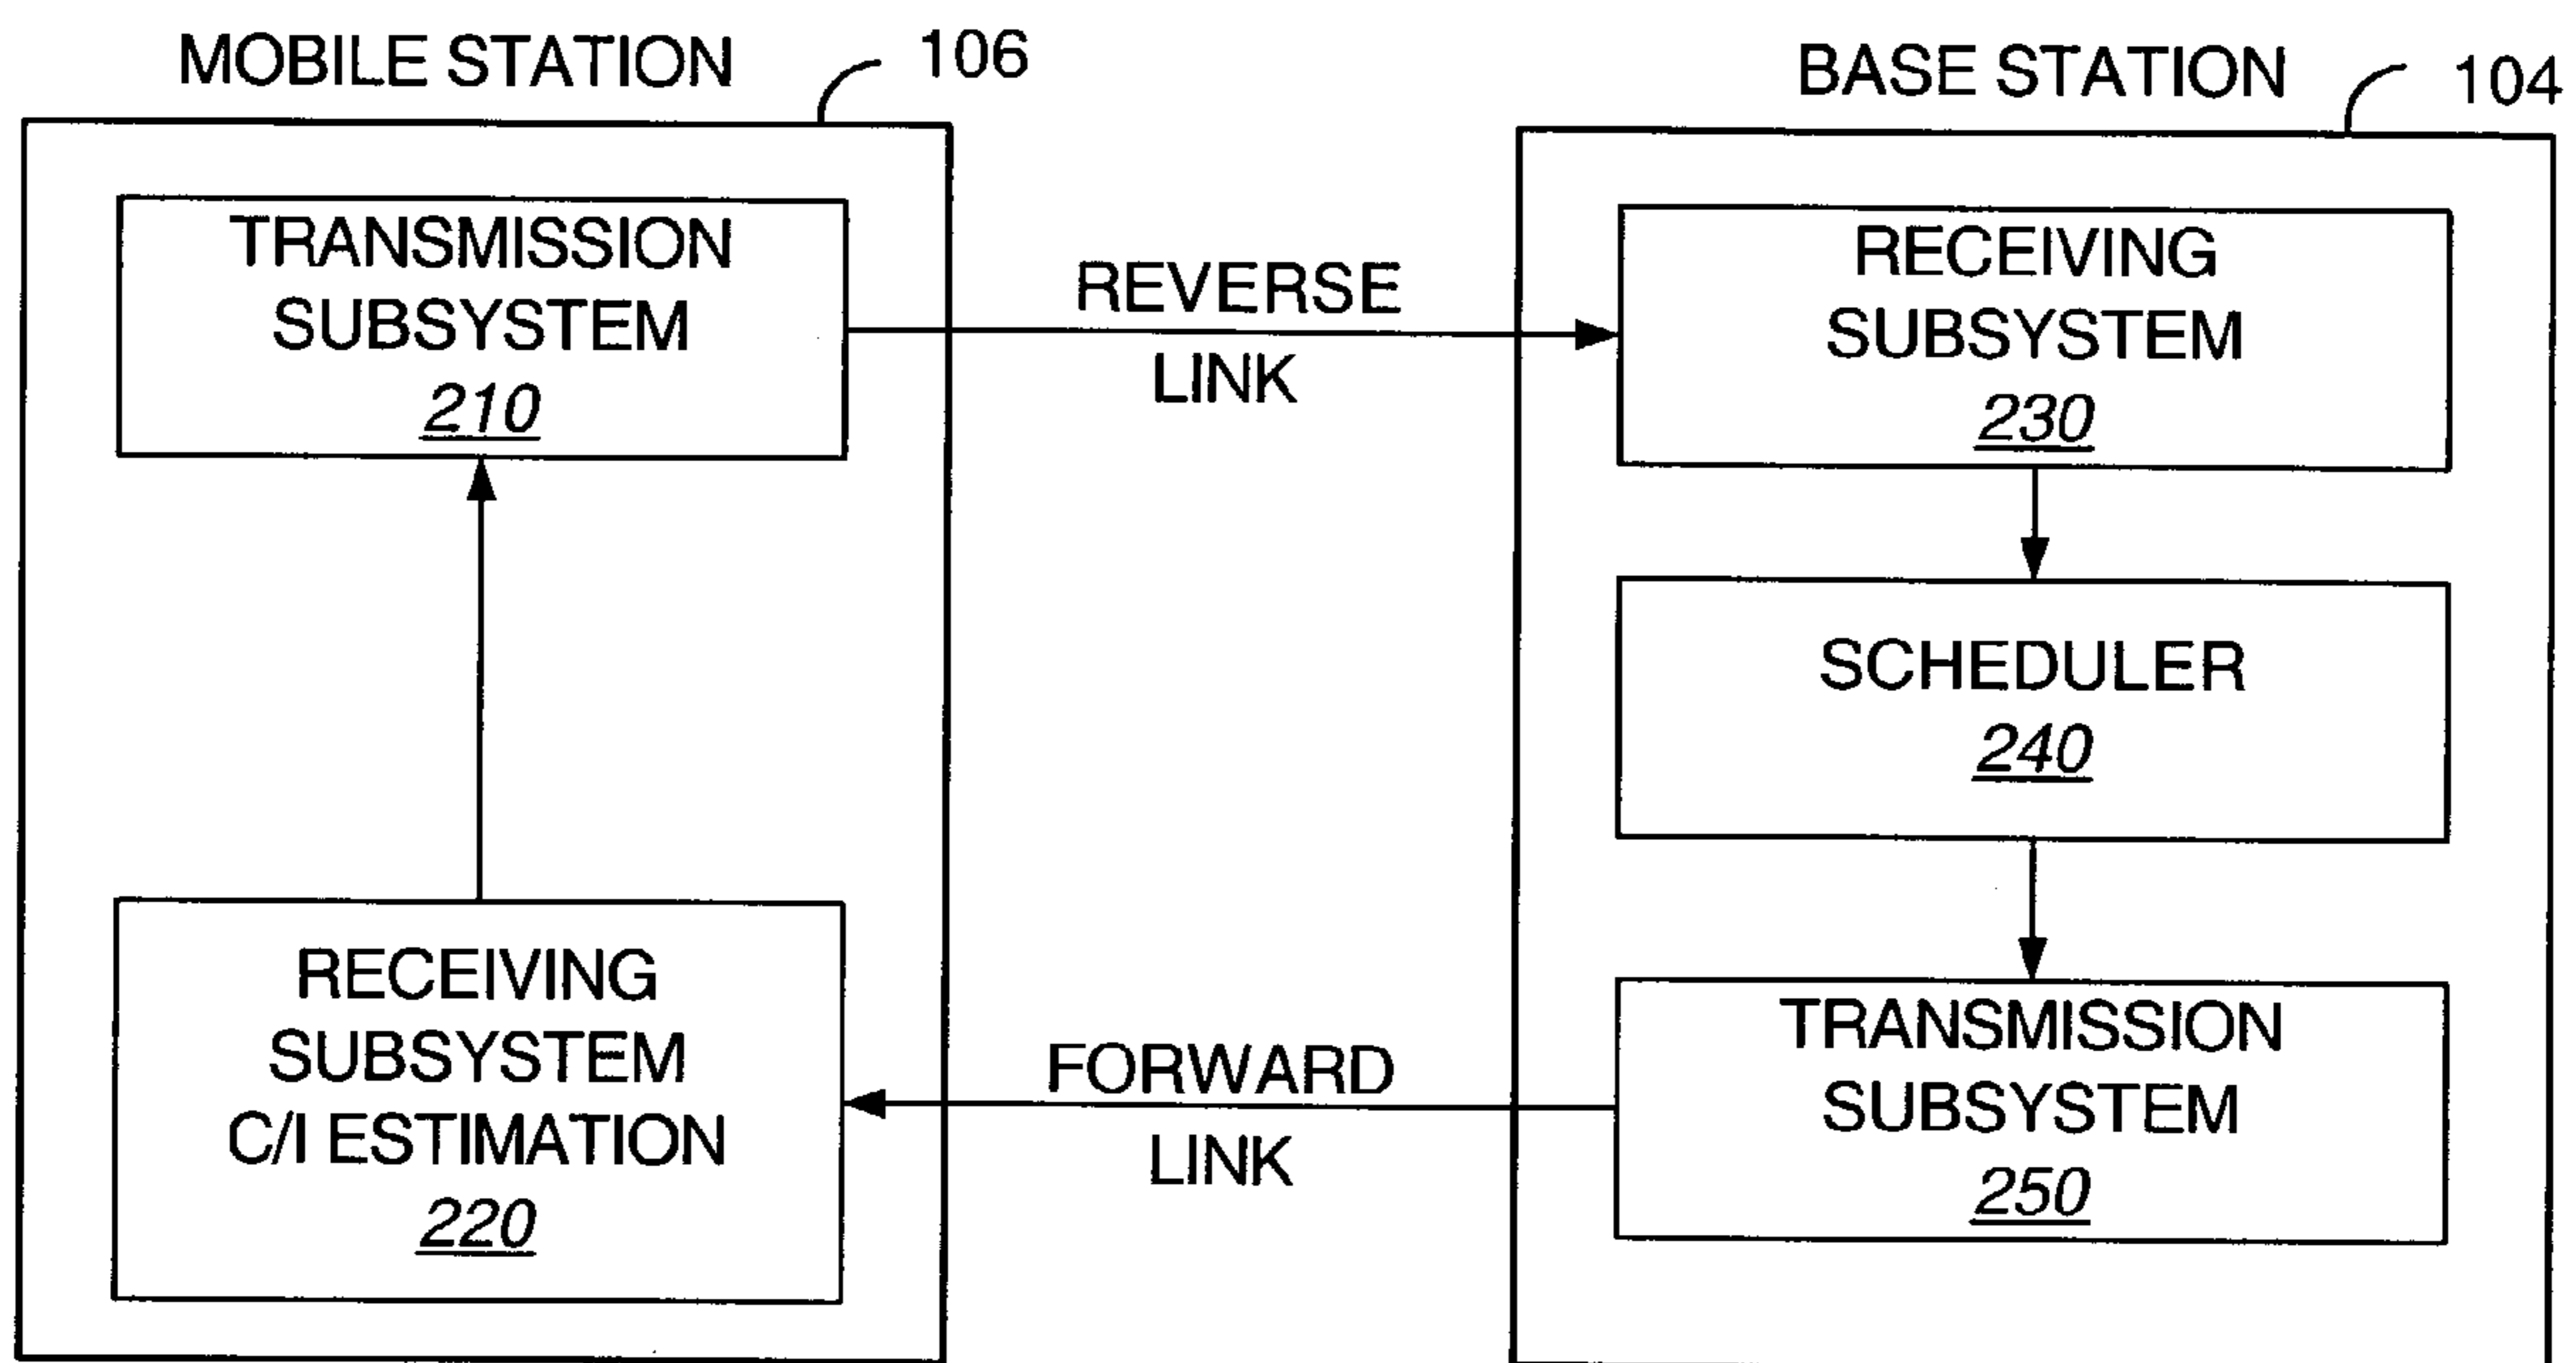 MOBILE STATION
106
TRANSMISSION
SUBSYSTEM
210
RECEIVING
SUBSYSTEM
C/I ESTIMATION
220
REVERSE
LINK
FORWARD
LINK
BASE STATION
104
RECEIVING
SUBSYSTEM
230
SCHEDULER
240
TRANSMISSION
SUBSYSTEM
250